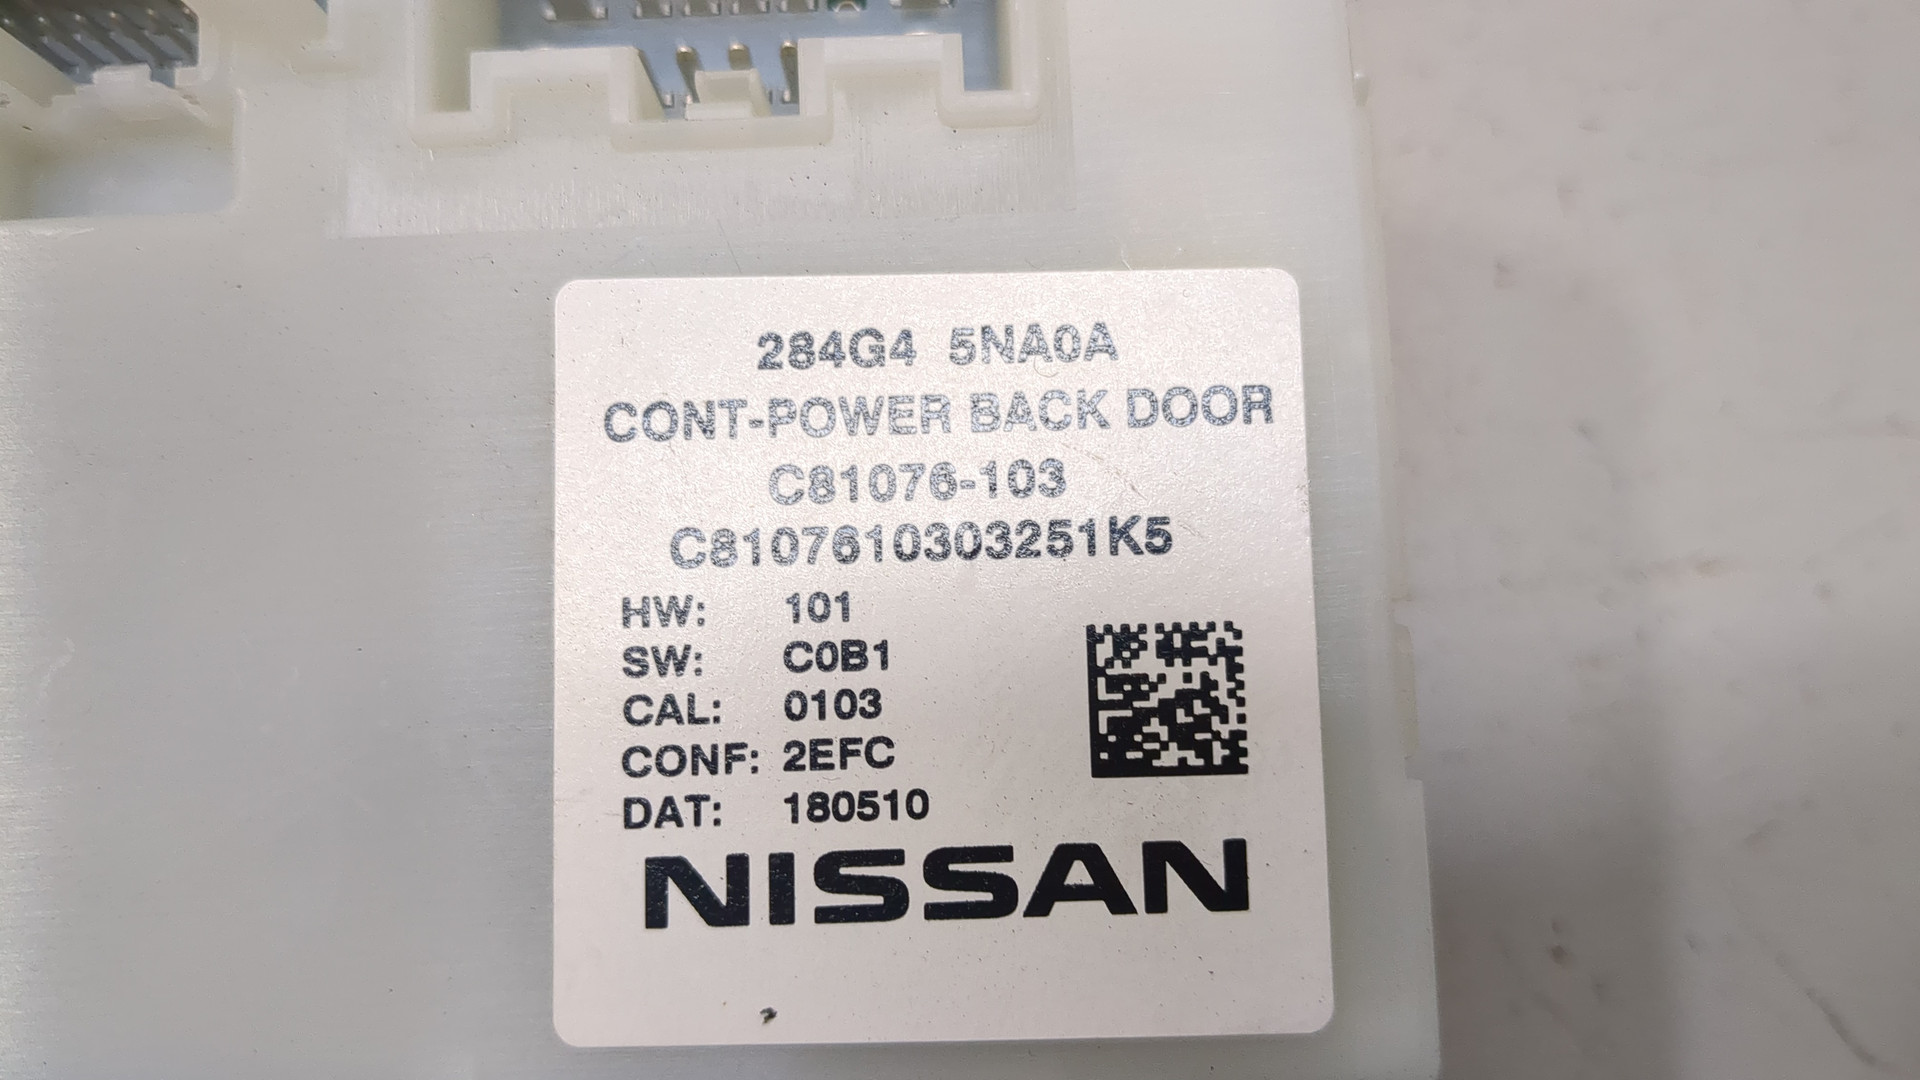 284G4 5NA0A
CONT-POWER BACK DOOR
C81076-103
C8107610303251K5
HW: 101
SW: C0B1
CAL: 0103
CONF: 2EFC
DAT: 180510
NISSAN